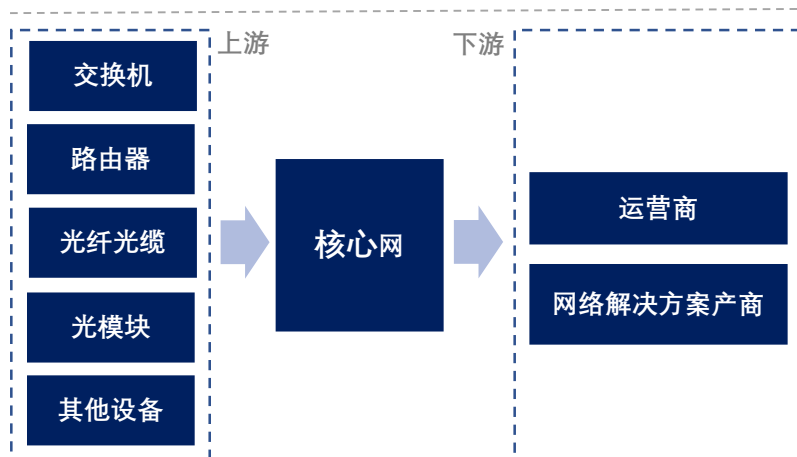 上游
下游
交换机
路由器
光纤光缆
光模块
其他设备
核心网
运营商
网络解决方案产商